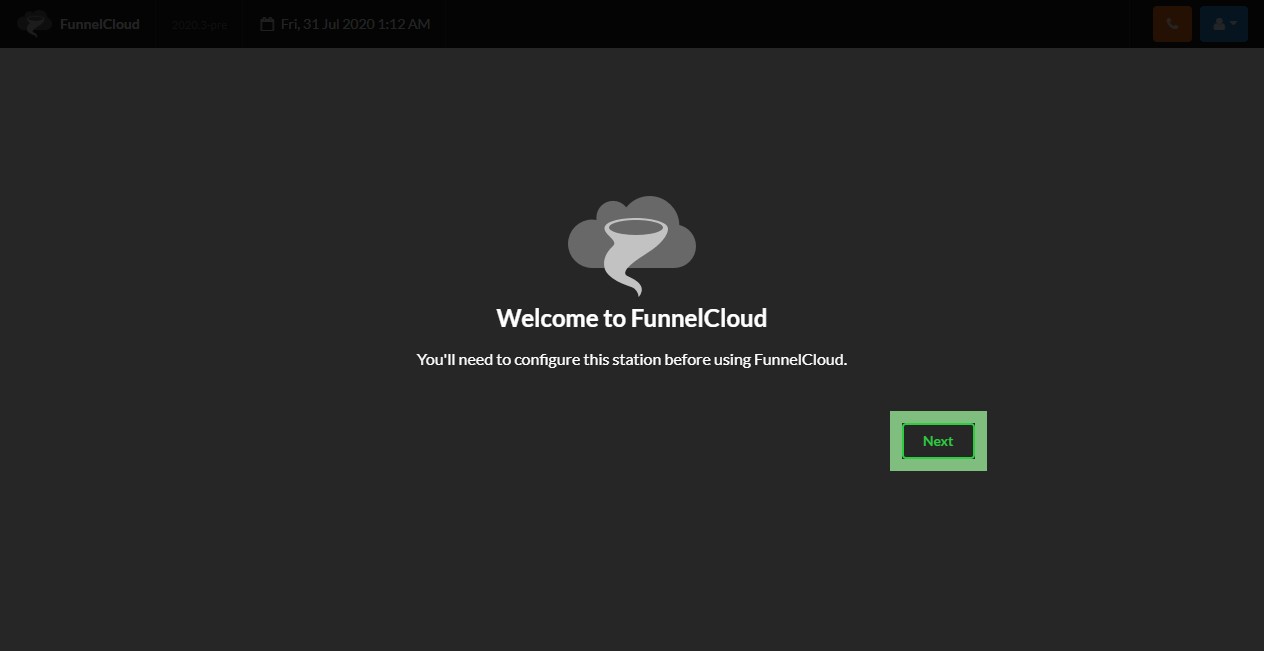 FunnelCloud
2020.3-pre
Fri, 31 Jul 2020 1:12 AM
Welcome to FunnelCloud
You'll need to configure this station before using FunnelCloud.
Next